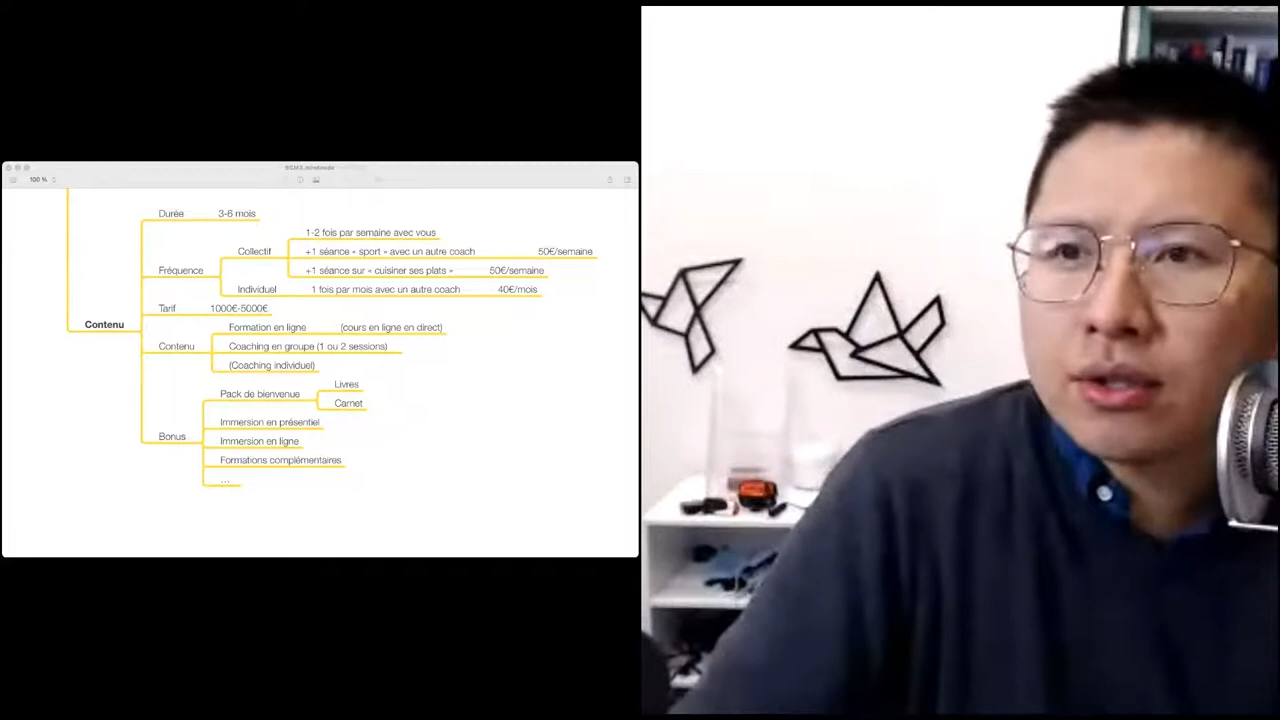 100 %
Durée 3-6 mois
1-2 fois par semaine avec vous
Collectif +1 séance « sport » avec un autre coach 50€/semaine
Fréquence +1 séance sur « cuisiner ses plats » 50€/semaine
Individuel 1 fois par mois avec un autre coach 40€/mois
Tarif 1000€-5000€
Contenu
Formation en ligne (cours en ligne en direct)
Contenu Coaching en groupe (1 ou 2 sessions)
(Coaching individuel)
Livres
Pack de bienvenue
Carnet
Immersion en présentiel
Bonus Immersion en ligne
Formations complémentaires
...